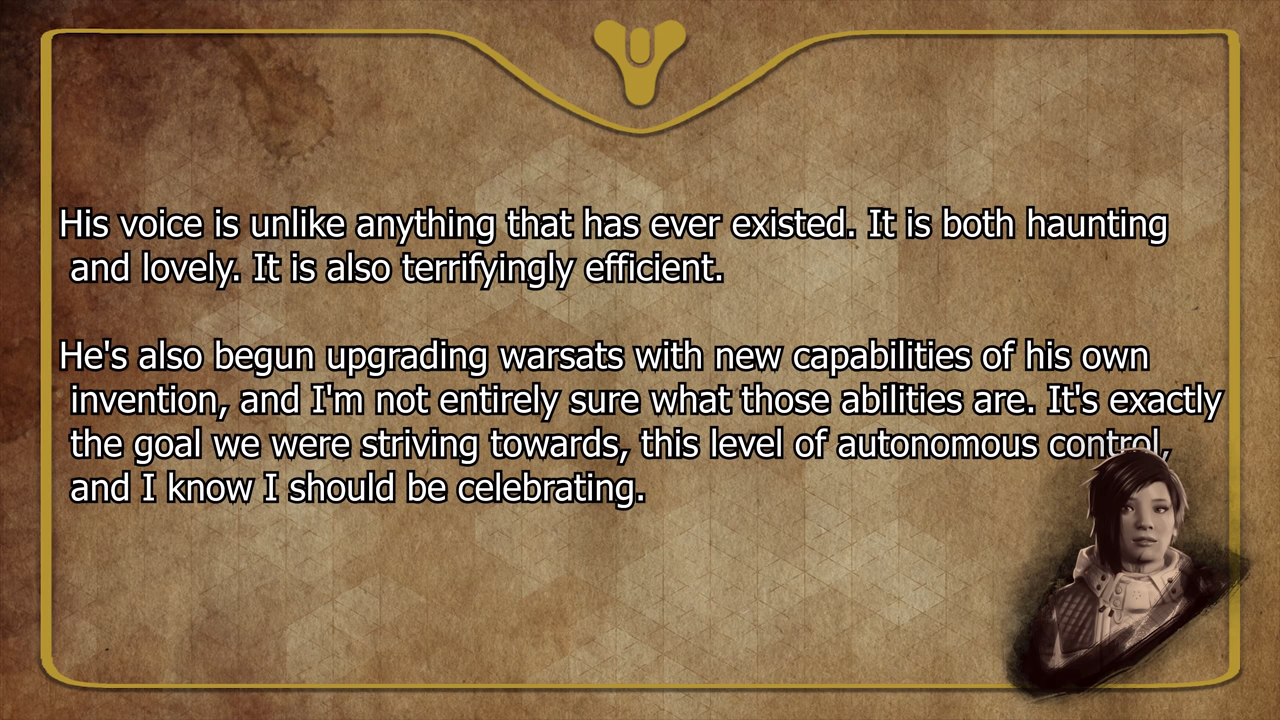 His voice is unlike anything that has ever existed. It is both haunting
and lovely. It is also terrifyingly efficient.
He's also begun upgrading warsats with new capabilities of his own
invention, and I'm not entirely sure what those abilities are. It's exactly
the goal we were striving towards, this level of autonomous control,
and I know I should be celebrating.